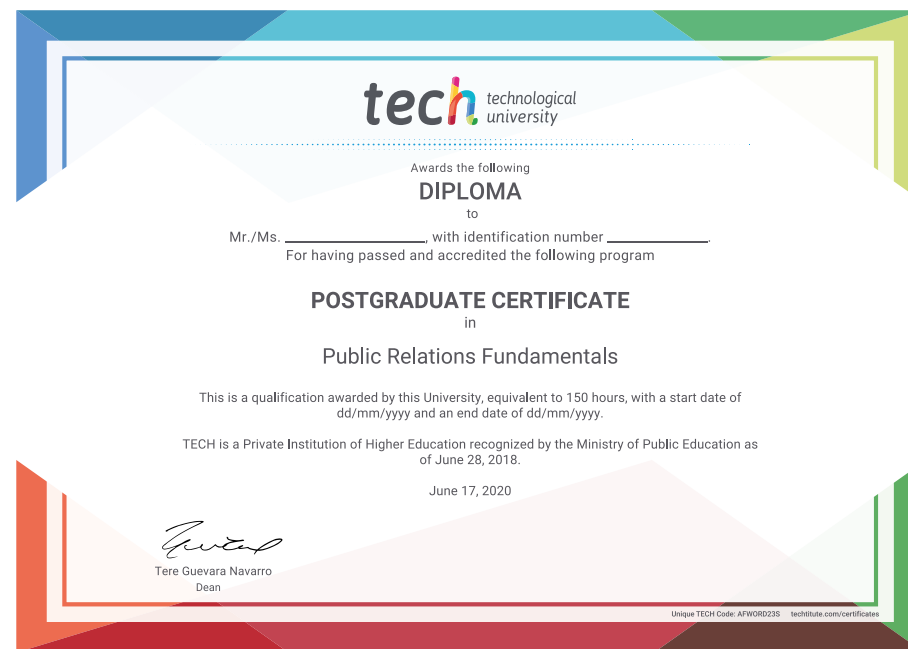 tech technological
university
Awards the following
DIPLOMA
to
Mr./Ms. ____________________, with identification number ______________.
For having passed and accredited the following program
POSTGRADUATE CERTIFICATE
in
Public Relations Fundamentals
This is a qualification awarded by this University, equivalent to 150 hours, with a start date of
dd/mm/yyyy and an end date of dd/mm/yyyy.
TECH is a Private Institution of Higher Education recognized by the Ministry of Public Education as
of June 28, 2018.
June 17, 2020
Tere Guevara Navarro
Dean
Unique TECH Code: AFWORD23S techtitute.com/certificates